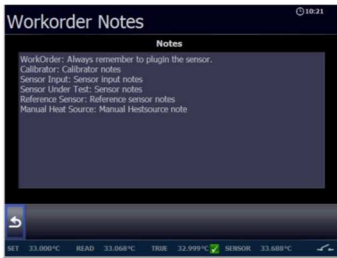 Workorder Notes
10:21
Notes
WorkOrder: Always remember to plugin the sensor.
Calibrator: Calibrator notes
Sensor Input: Sensor input notes
Sensor Under Test: Sensor notes
Reference Sensor: Reference sensor notes
Manual Heat Source: Manual Hestsource note
SET 33.000°C READ 33.068°C TRUE 32.999°C SENSOR 33.680°C